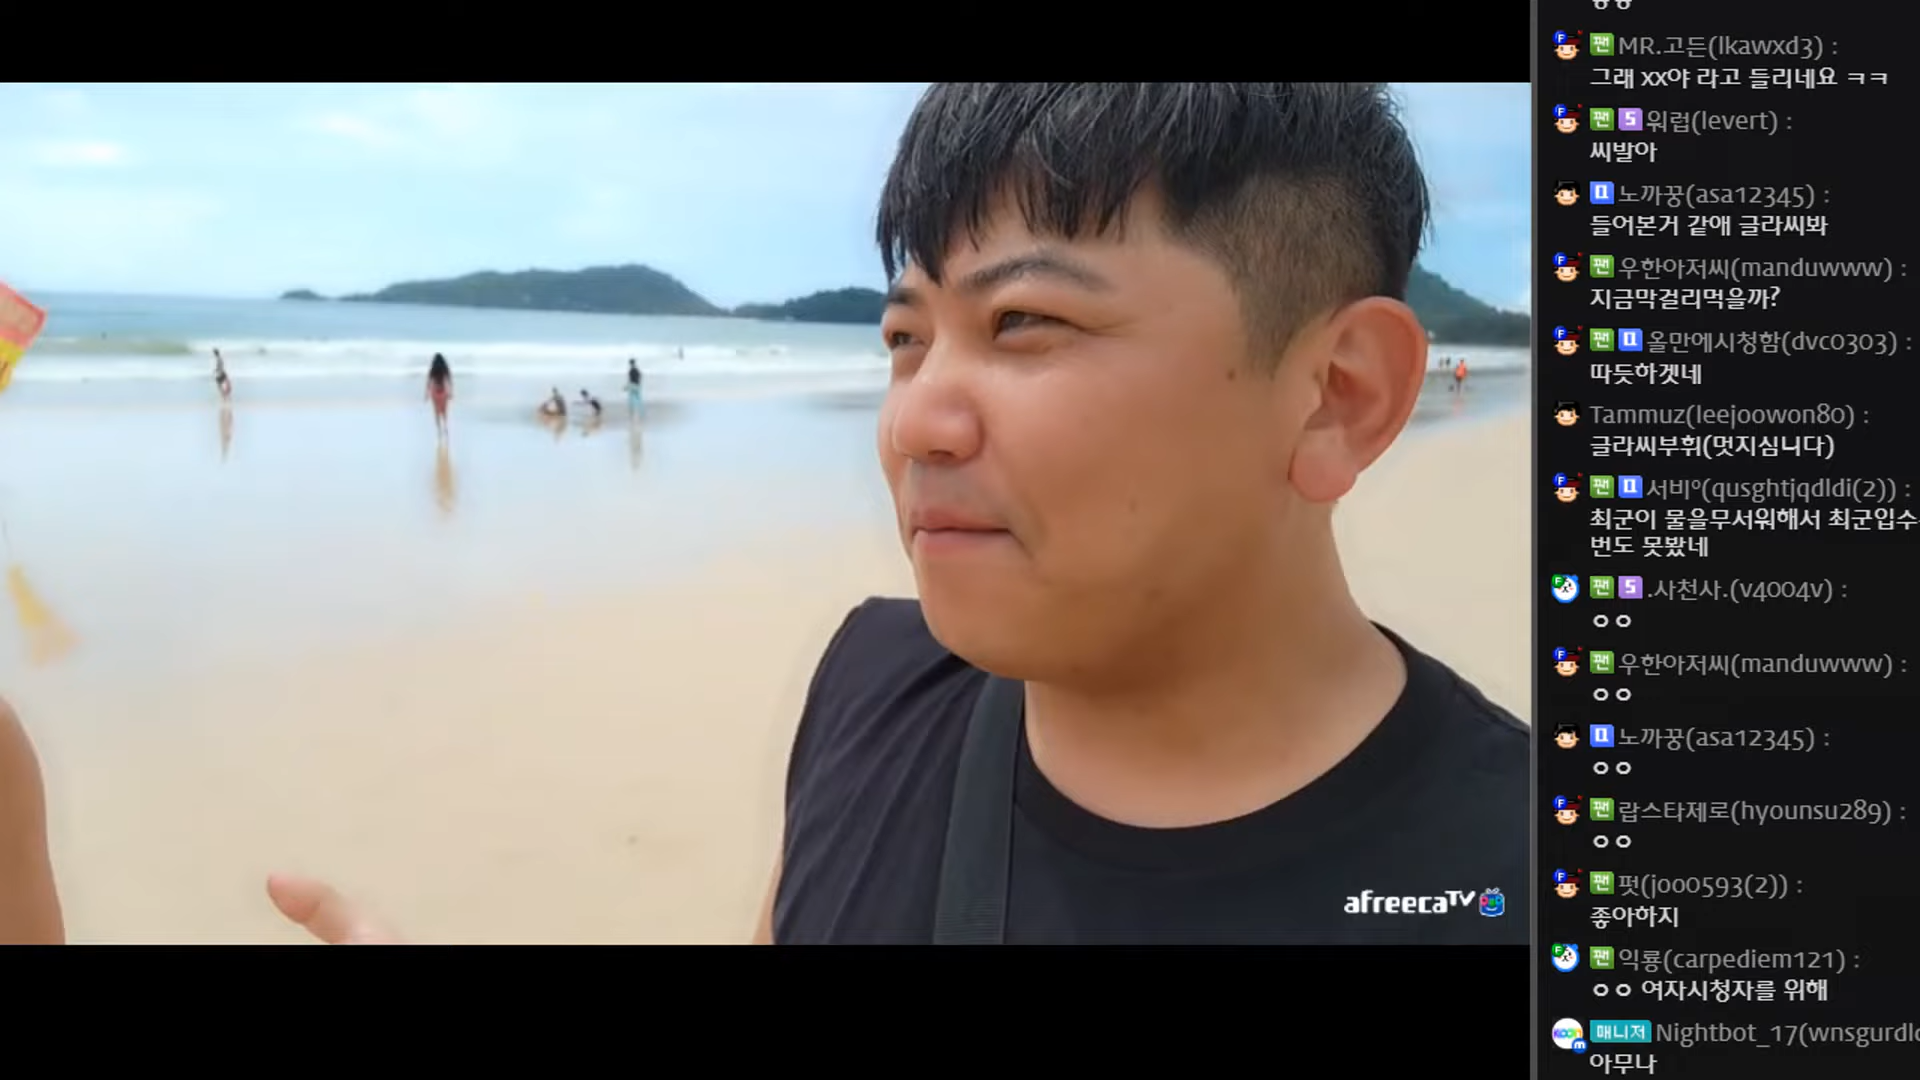 MR.고든(lkawxd3) :
그래 xx야 라고 들리네요 ㅋㅋ
워럽(levert) :
씨발아
노까꿍(asa12345) :
들어본거 같애 글라씨봐
우한아저씨(manduwww) :
지금막걸리먹을까?
올만에시청함(dvc0303) :
따듯하겟네
Tammuz(leejoowon80) :
글라씨부휘(멋지심니다)
서비º(qusghtjqdldi(2)) :
최군이 물을무서워해서 최군입수
번도 못봤네
.사천사.(v4004v) :
ㅇㅇ
우한아저씨(manduwww) :
ㅇㅇ
노까꿍(asa12345) :
ㅇㅇ
랍스타제로(hyounsu289) :
ㅇㅇ
펏(joo0593(2)) :
좋아하지
익룡(carpediem121) :
ㅇㅇ 여자시청자를 위해
매니저 Nightbot_17(wnsgurdl
아무나
afreecaTV